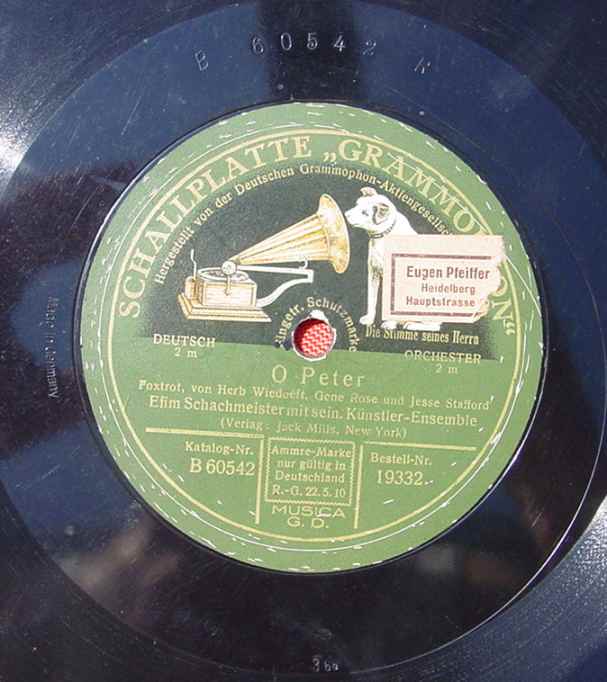 B 60542
SCHALLPLATTE „GRAMMOPHON"
Hergestellt von der Deutschen Grammophon-Aktiengesellsch
Eugen Pfeiffer
Heidelberg
Hauptstrasse
Eingetr. Schutzmarke
Die Stimme seines Herrn
DEUTSCH
2 m
ORCHESTER
2 m
O Peter
Foxtrot, von Herb Wiedoeft, Gene Rose und Jesse Stafford
Efim Schachmeister mit sein. Künstler-Ensemble
(Verlag: Jack Mills, New York)
Katalog-Nr.
B 60542
Ammre-Marke
nur gültig in
Deutschland
R.-G. 22.5.10
Bestell-Nr.
19332
MUSICA
G. D.
Made in Germany